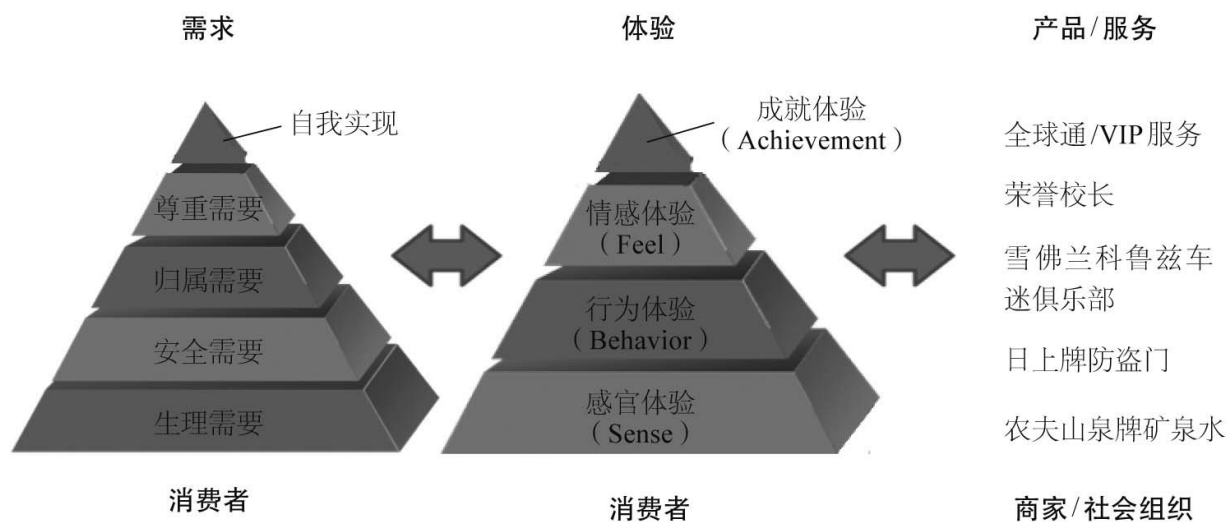 需求
体验
产品/服务
自我实现
尊重需要
归属需要
安全需要
生理需要
成就体验
（Achievement）
情感体验
（Feel）
行为体验
（Behavior）
感官体验
（Sense）
全球通/VIP服务
荣誉校长
雪佛兰科鲁兹车
迷俱乐部
日上牌防盗门
农夫山泉牌矿泉水
消费者
消费者
商家/社会组织